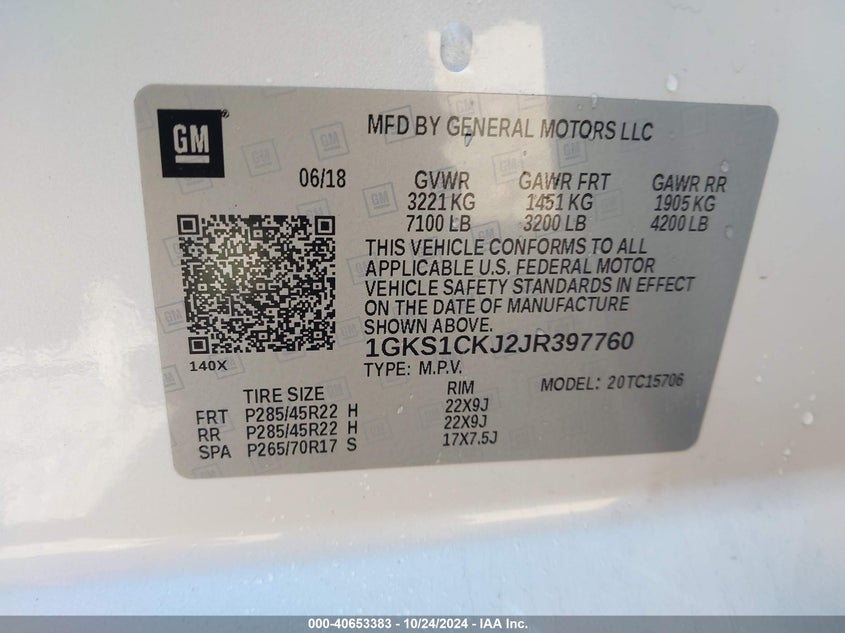 GM
MFD BY GENERAL MOTORS LLC
06/18 GVWR GAWR FRT GAWR RR
3221 KG 1451 KG 1905 KG
7100 LB 3200 LB 4200 LB
THIS VEHICLE CONFORMS TO ALL
APPLICABLE U.S. FEDERAL MOTOR
VEHICLE SAFETY STANDARDS IN EFFECT
ON THE DATE OF MANUFACTURE
SHOWN ABOVE.
1GKS1CKJ2JR397760
140X
TYPE: M.P.V. MODEL: 20TC15706
TIRE SIZE RIM
FRT P285/45R22 H 22X9J
RR P285/45R22 H 22X9J
SPA P265/70R17 S 17X7.5J
000-40653383 - 10/24/2024 - IAA Inc.